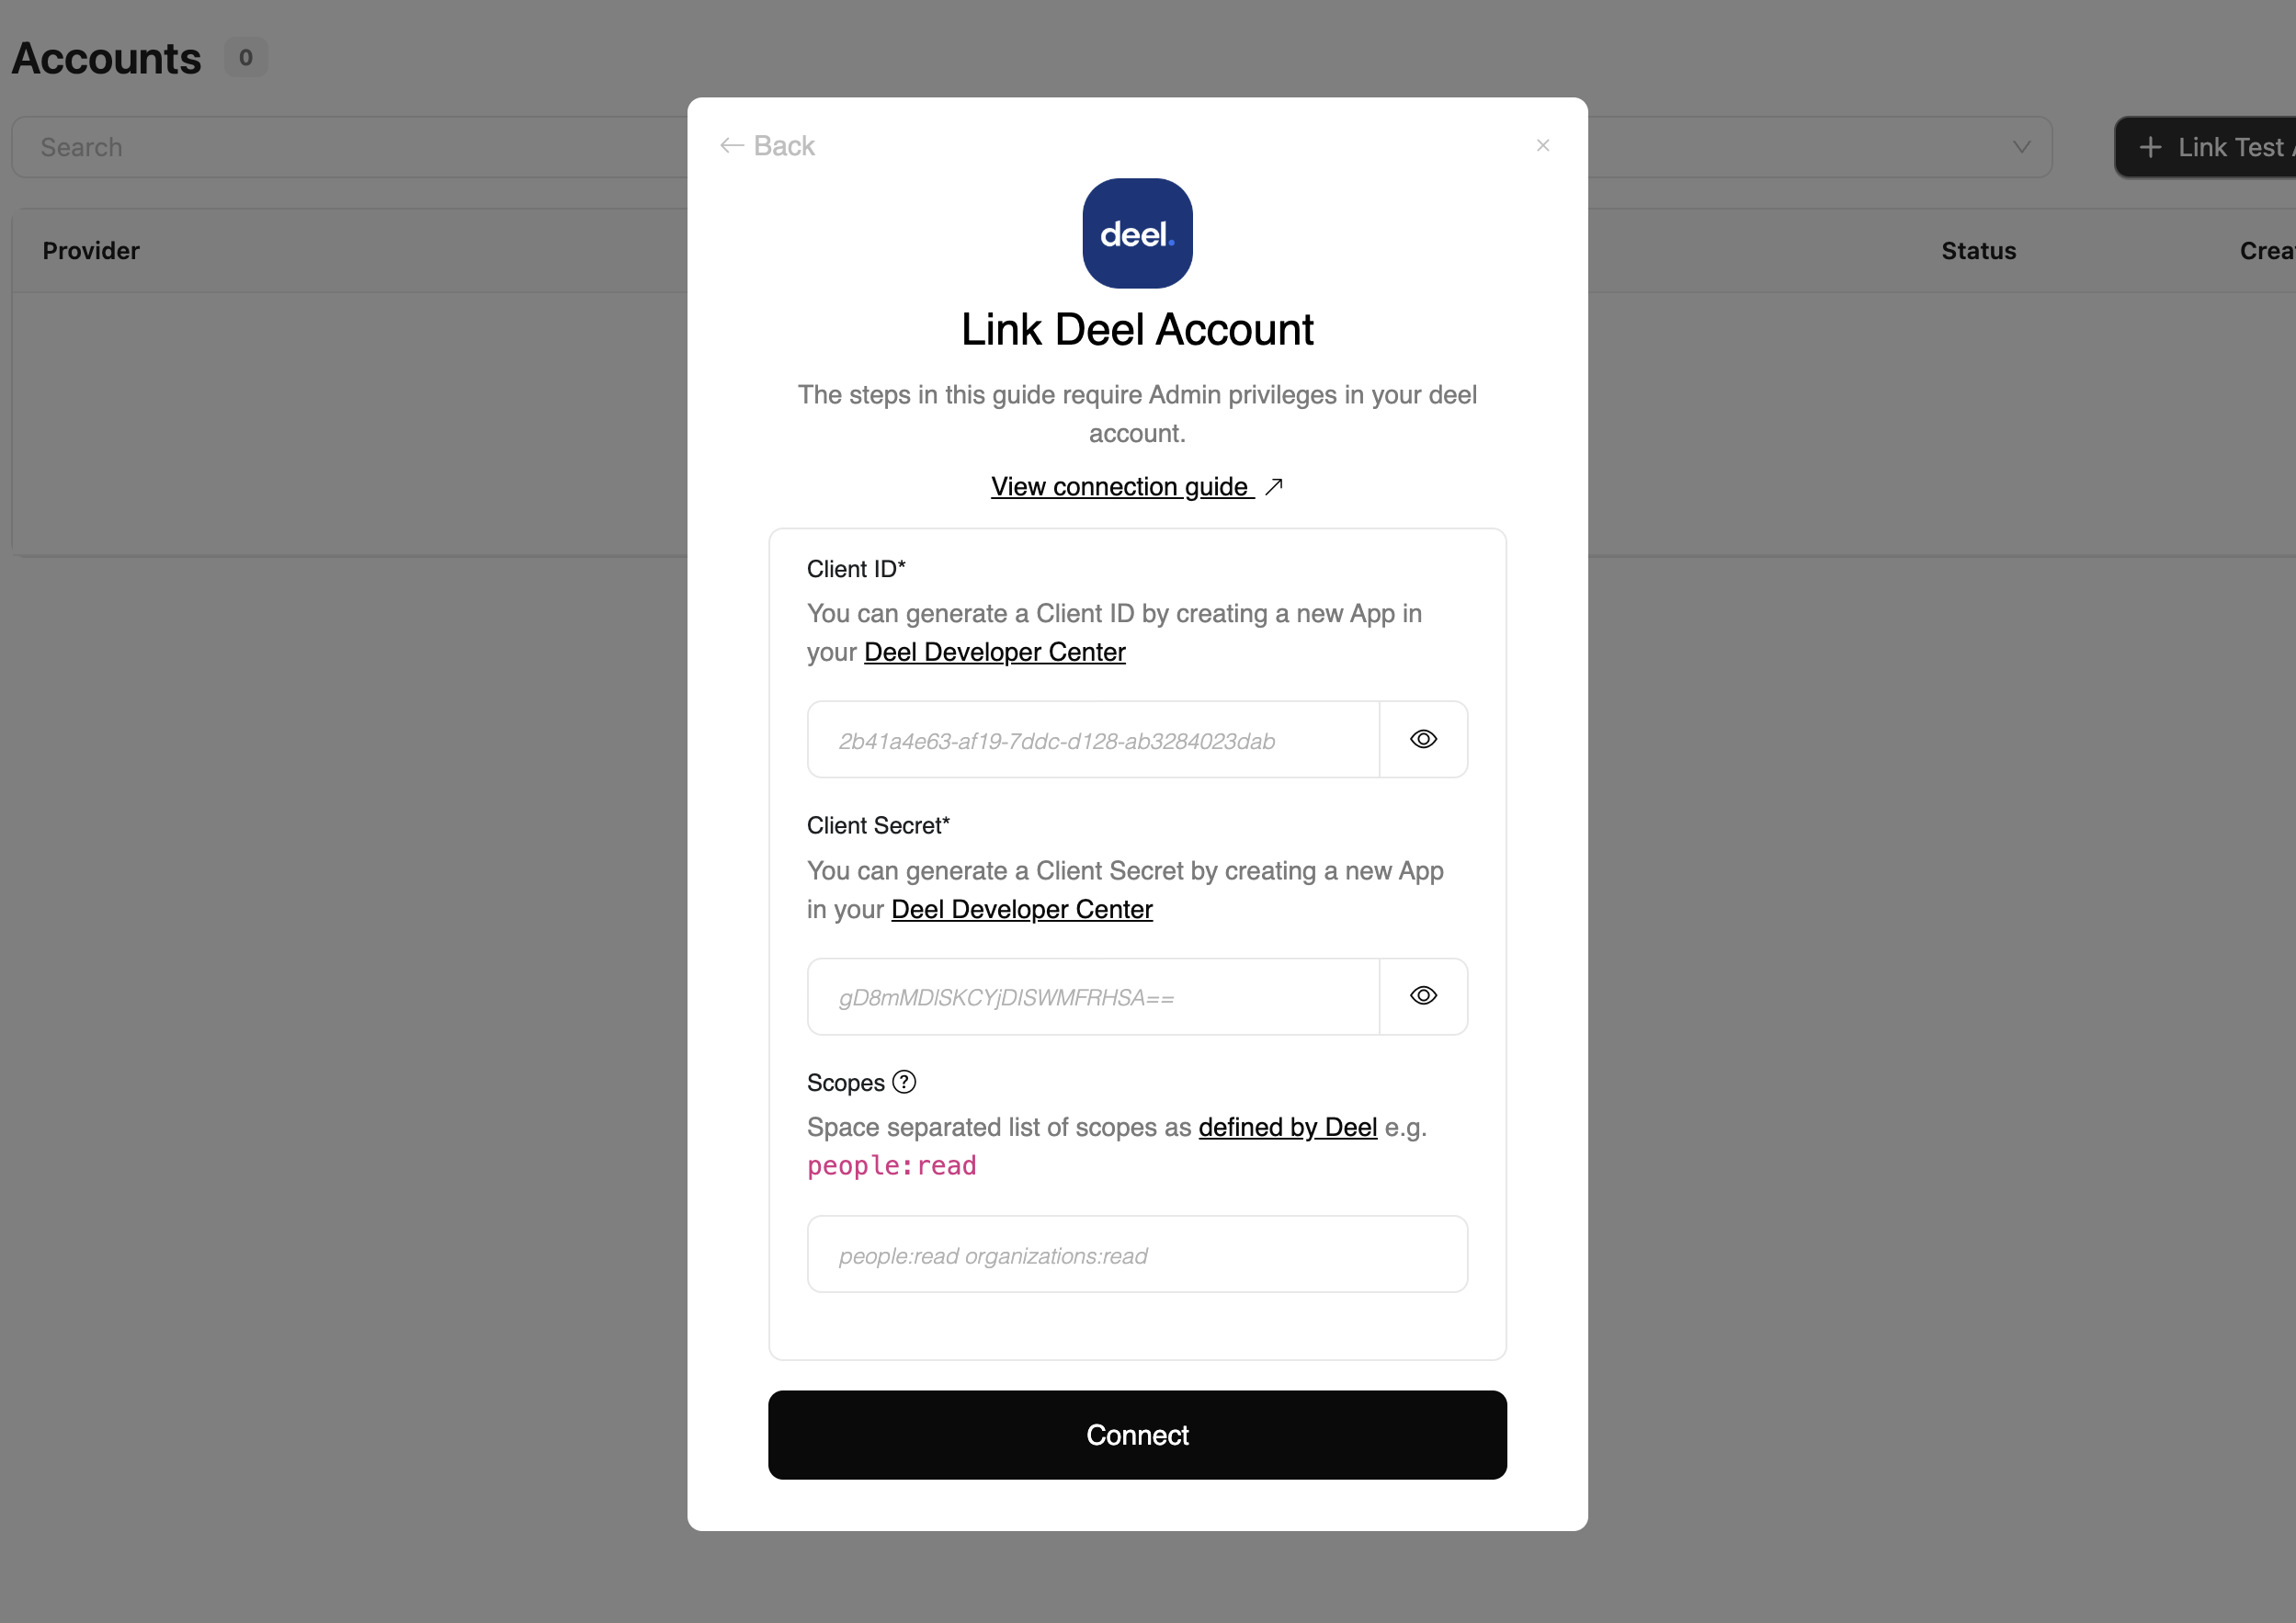 Accounts 0
Search
Link Test
Provider
Status
← Back
×
deel.
Link Deel Account
The steps in this guide require Admin privileges in your deel
account.
View connection guide ↗
Client ID*
You can generate a Client ID by creating a new App in
your Deel Developer Center
2b41a4e63-af19-7ddc-d128-ab3284023dab
Client Secret*
You can generate a Client Secret by creating a new App
in your Deel Developer Center
gD8mMDlSKCYjDlSWMFRHSA==
Scopes ?
Space separated list of scopes as defined by Deel e.g.
people:read
people:read organizations:read
Connect